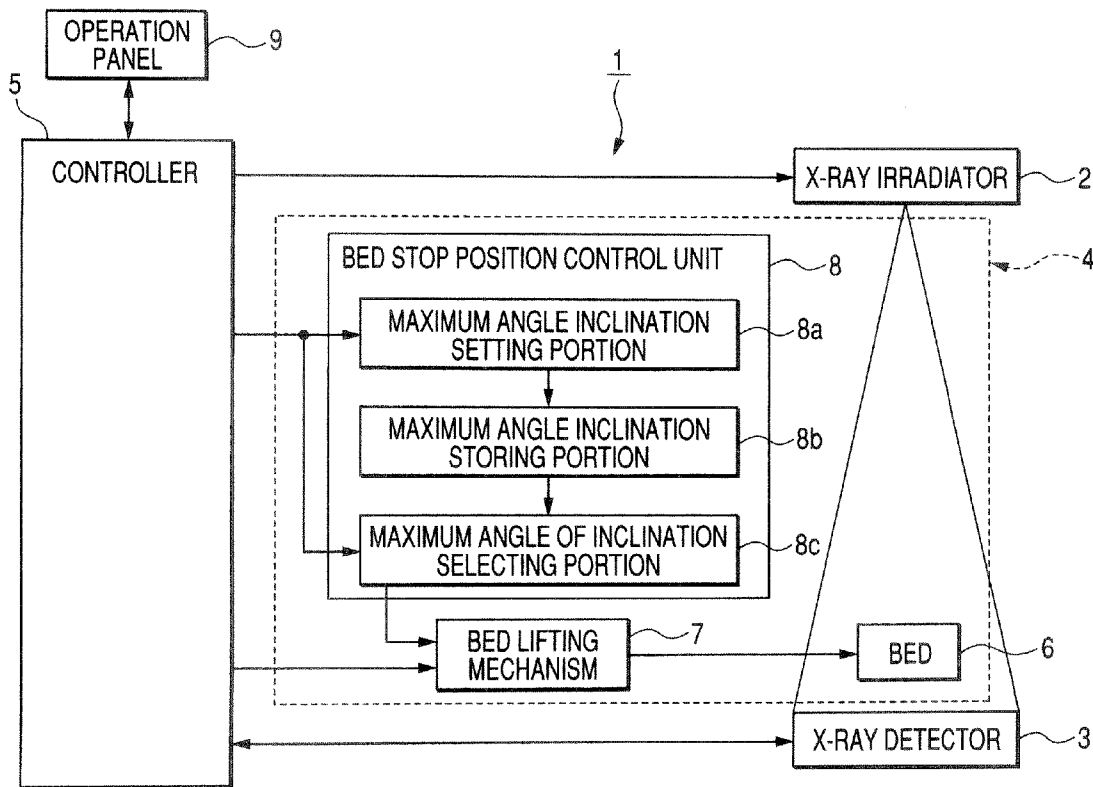 OPERATION
PANEL
9
5
1
CONTROLLER
X-RAY IRRADIATOR
2
BED STOP POSITION CONTROL UNIT
8
4
MAXIMUM ANGLE INCLINATION
SETTING PORTION
8a
MAXIMUM ANGLE INCLINATION
STORING PORTION
8b
MAXIMUM ANGLE OF INCLINATION
SELECTING PORTION
8c
BED LIFTING
MECHANISM
7
BED
6
X-RAY DETECTOR
3